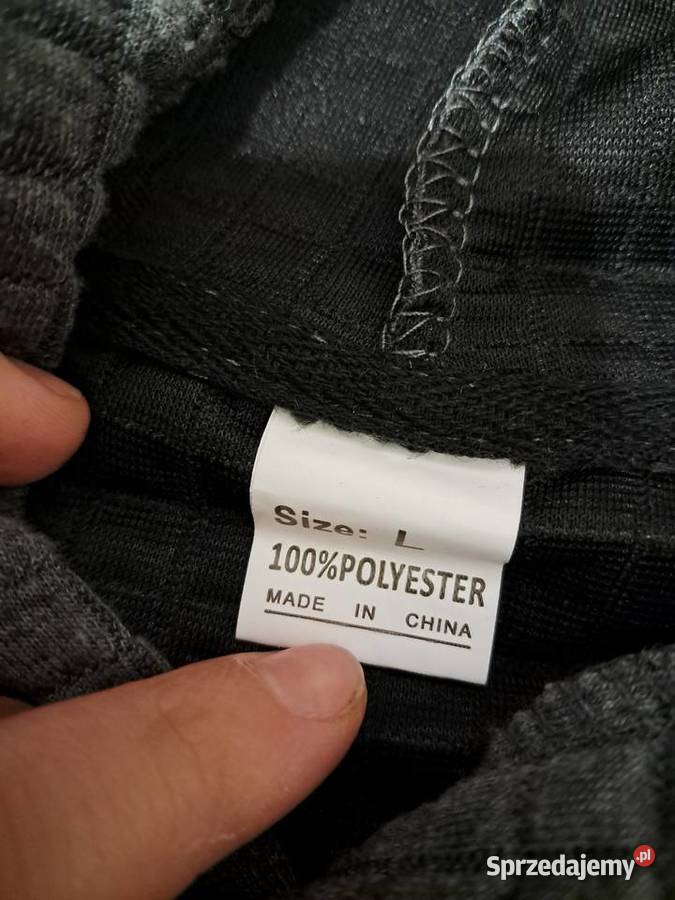 Size: L
100%POLYESTER
MADE IN CHINA
Sprzedajemy.pl